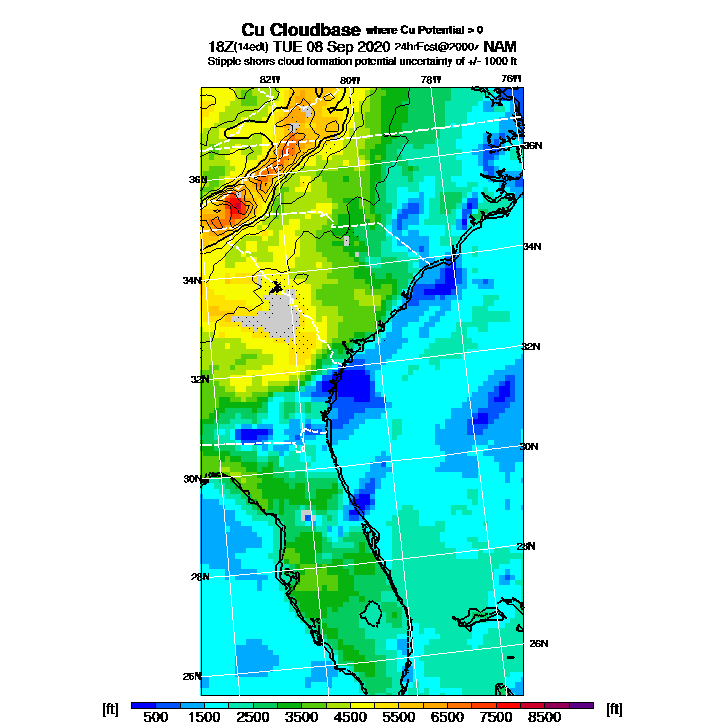 Cu Cloudbase where Cu Potential > 0
18Z(14edt) TUE 08 Sep 2020 24hrFcst@2000z NAM
Stipple shows cloud formation potential uncertainty of +/- 1000 ft
82W 80W 78W 76W
36N
36N
34N
34N
32N
32N
30N
30N
28N
28N
26N
26N
[ft] 500 1500 2500 3500 4500 5500 6500 7500 8500 [ft]